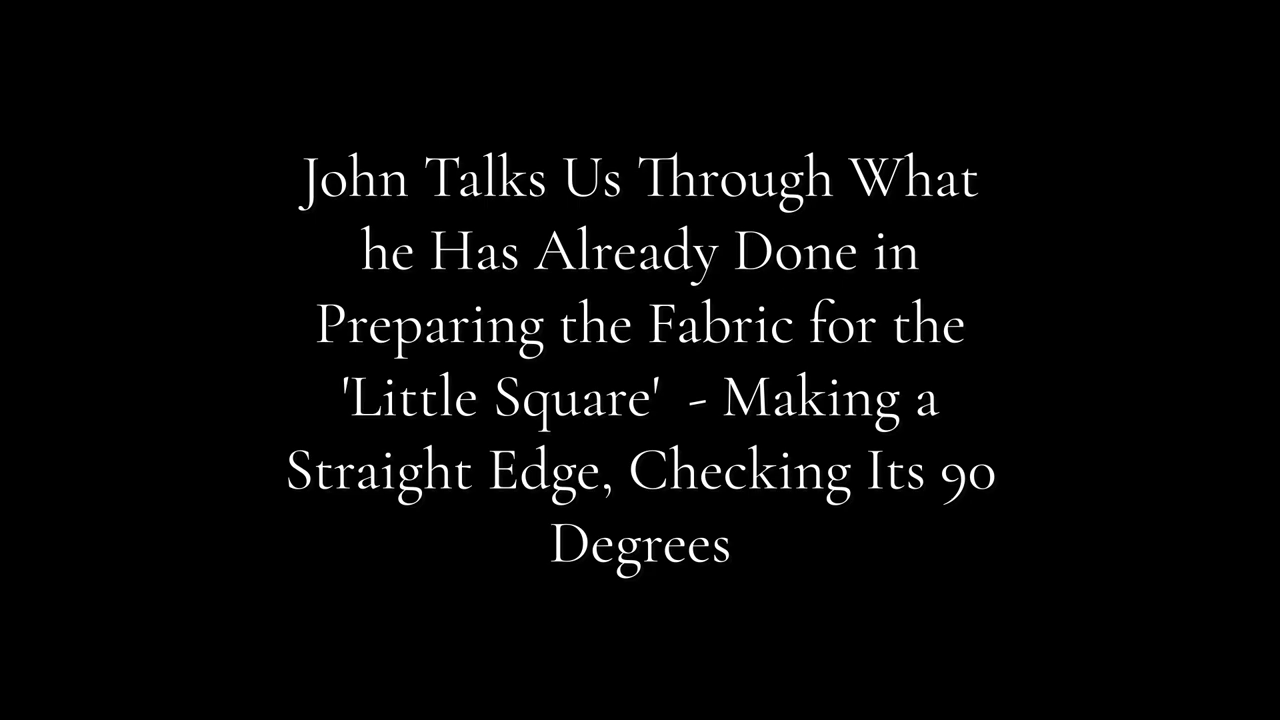 John Talks Us Through What
he Has Already Done in
Preparing the Fabric for the
'Little Square'  - Making a
Straight Edge, Checking Its 90
Degrees